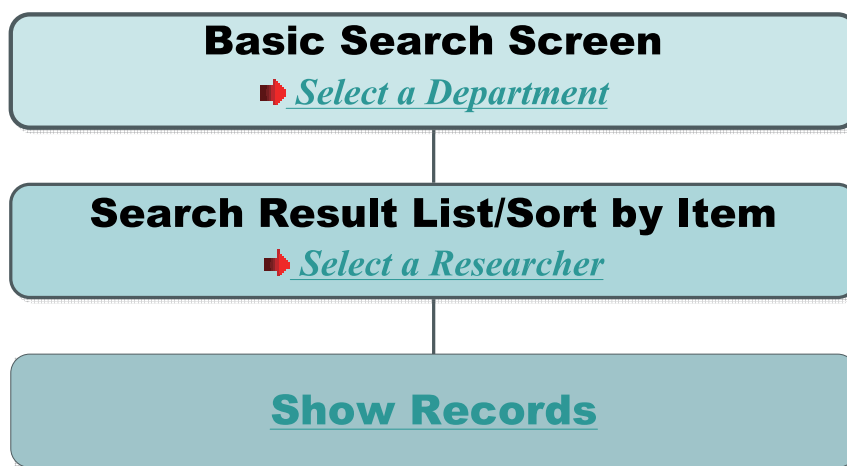 Basic Search Screen
Select a Department
Search Result List/Sort by Item
Select a Researcher
Show Records